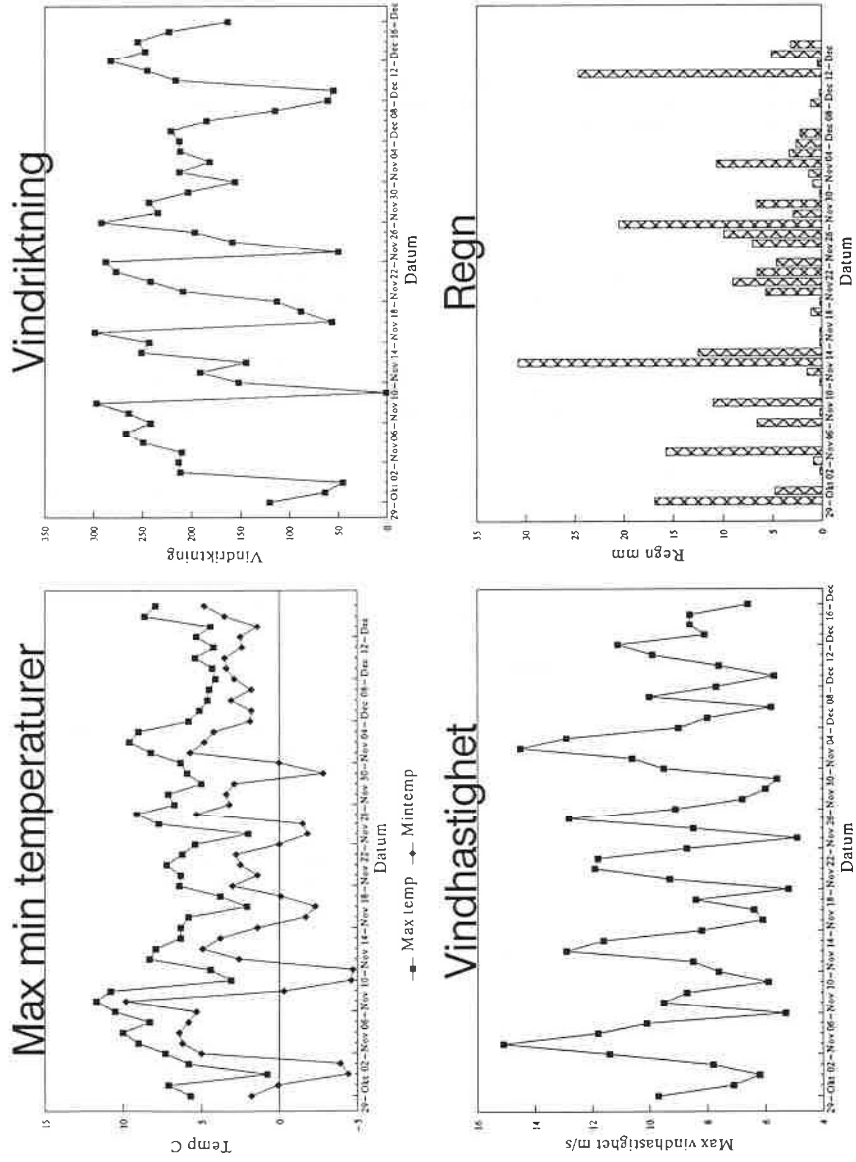 Max min temperaturer
Temp C
15
10
5
0
-5
29-Okt 02-Nov 06-Nov 10-Nov 14-Nov 18-Nov 22-Nov 26-Nov 30-Nov 04-Dec 08-Dec 12-Dec
Datum
Max temp Mintemp
Vindriktning
Vindriktning
350
300
250
200
150
100
50
0
29-Okt 02-Nov 06-Nov 10-Nov 14-Nov 18-Nov 22-Nov 26-Nov 30-Nov 04-Dec 08-Dec 12-Dec 16-Dec
Datum
Vindhastighet
Max vindhastighet m/s
16
14
12
10
8
6
4
29-Okt 02-Nov 06-Nov 10-Nov 14-Nov 18-Nov 22-Nov 26-Nov 30-Nov 04-Dec 08-Dec 12-Dec 16-Dec
Datum
Regn
Regn mm
35
30
25
20
15
10
5
0
29-Okt 02-Nov 06-Nov 10-Nov 14-Nov 18-Nov 22-Nov 26-Nov 30-Nov 04-Dec 08-Dec 12-Dec
Datum